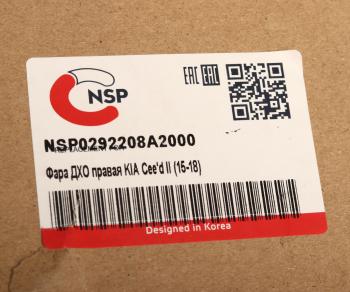 NSP
EAC EAC
NSP0292208A2000
Фара ДХО правая KIA Cee'd II (15-18)
Designed in Korea